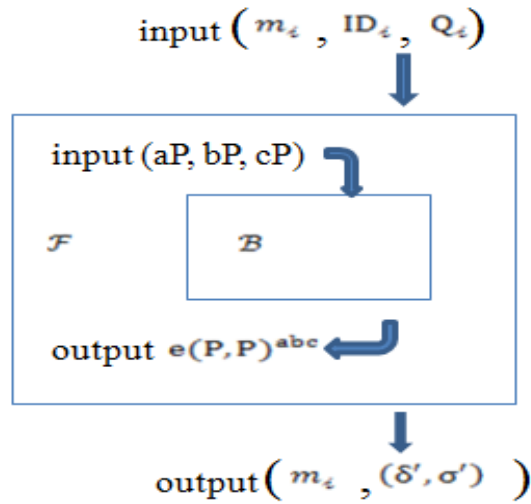 input ( mᵢ , IDᵢ , Qᵢ )
input (aP, bP, cP)
𝓕 𝓑
output e(P,P)ᵃᵇᶜ
output ( mᵢ , (δ′, σ′) )